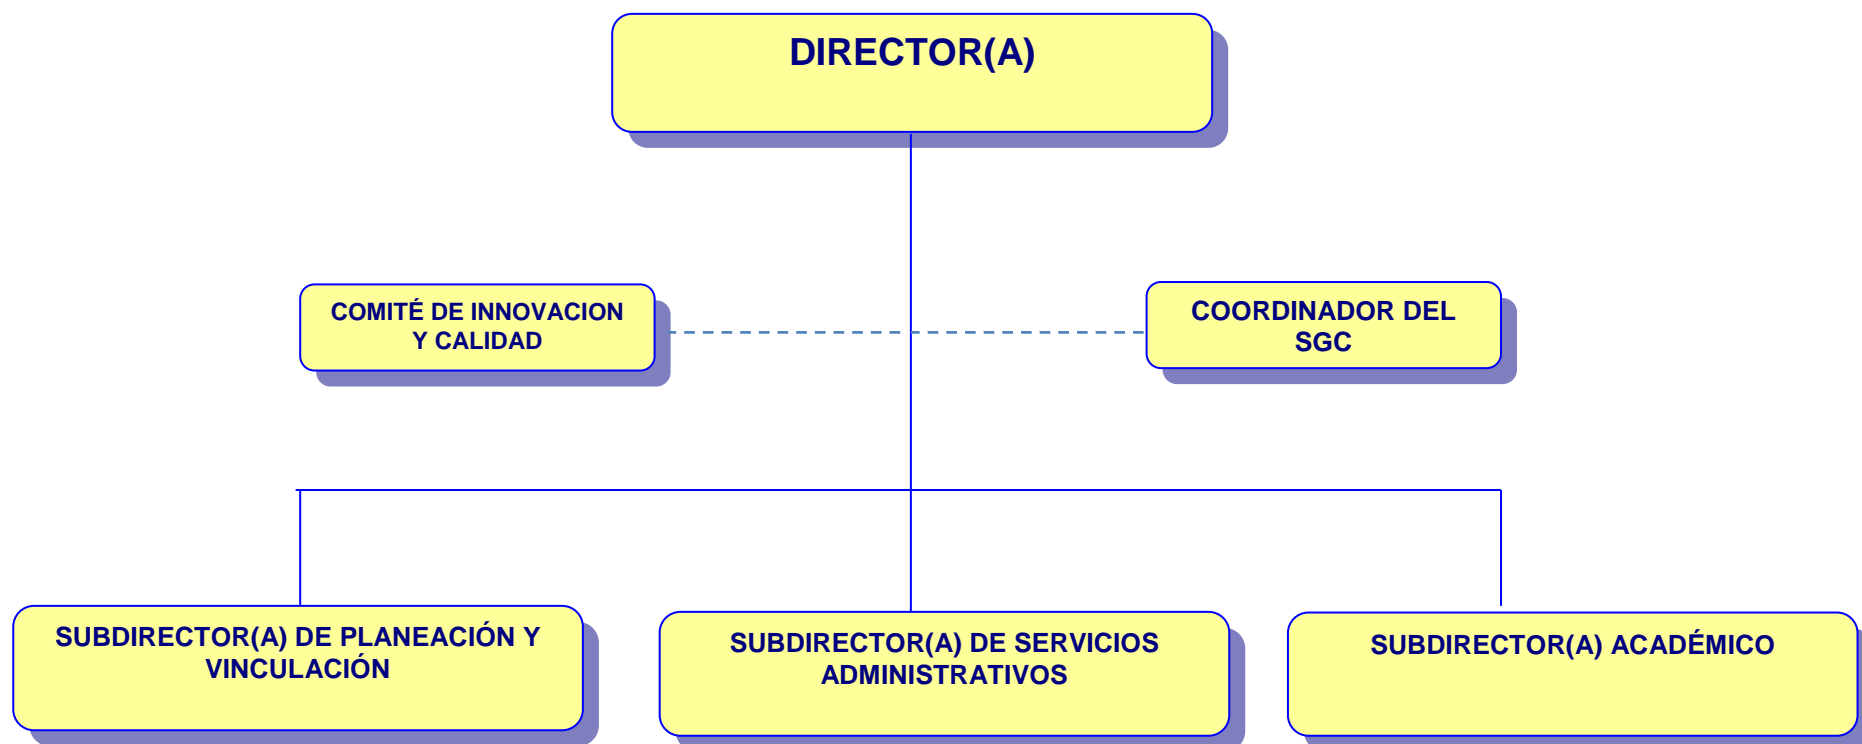 DIRECTOR(A)
COMITÉ DE INNOVACION
Y CALIDAD
COORDINADOR DEL
SGC
SUBDIRECTOR(A) DE PLANEACIÓN Y
VINCULACIÓN
SUBDIRECTOR(A) DE SERVICIOS
ADMINISTRATIVOS
SUBDIRECTOR(A) ACADÉMICO